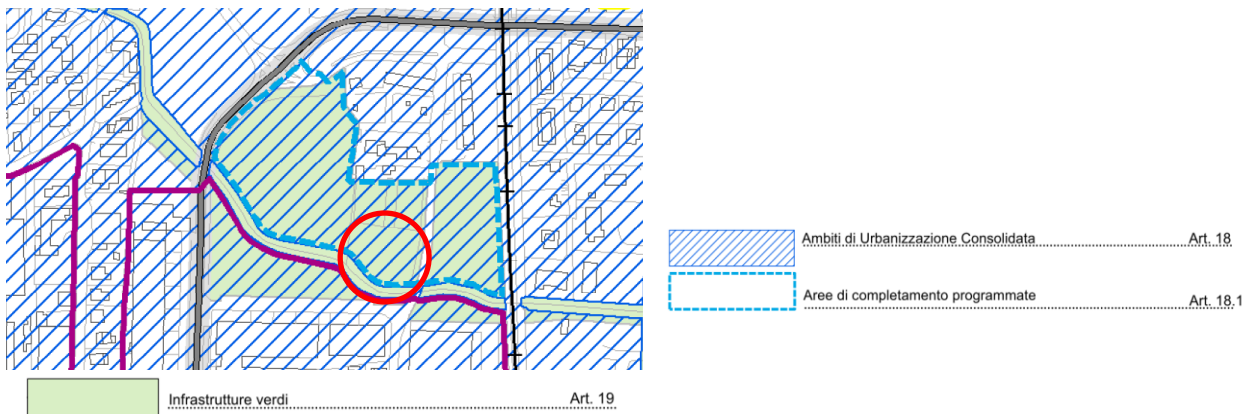 Ambiti di Urbanizzazione Consolidata Art. 18
Aree di completamento programmate Art. 18.1
Infrastrutture verdi Art. 19